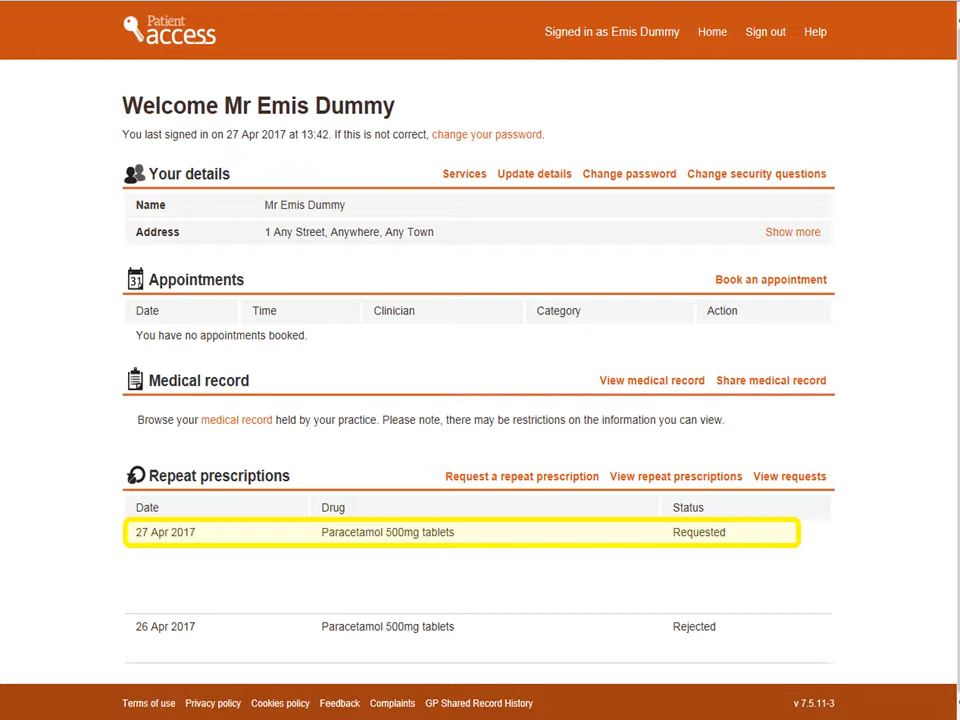 Patient
access
Signed in as Emis Dummy Home Sign out Help
Welcome Mr Emis Dummy
You last signed in on 27 Apr 2017 at 13:42. If this is not correct, change your password.
Your details Services Update details Change password Change security questions
Name Mr Emis Dummy
Address 1 Any Street, Anywhere, Any Town Show more
31 Appointments Book an appointment
Date Time Clinician Category Action
You have no appointments booked.
Medical record View medical record Share medical record
Browse your medical record held by your practice. Please note, there may be restrictions on the information you can view.
Repeat prescriptions Request a repeat prescription View repeat prescriptions View requests
Date Drug Status
27 Apr 2017 Paracetamol 500mg tablets Requested
26 Apr 2017 Paracetamol 500mg tablets Rejected
Terms of use Privacy policy Cookies policy Feedback Complaints GP Shared Record History v 7.5.11-3